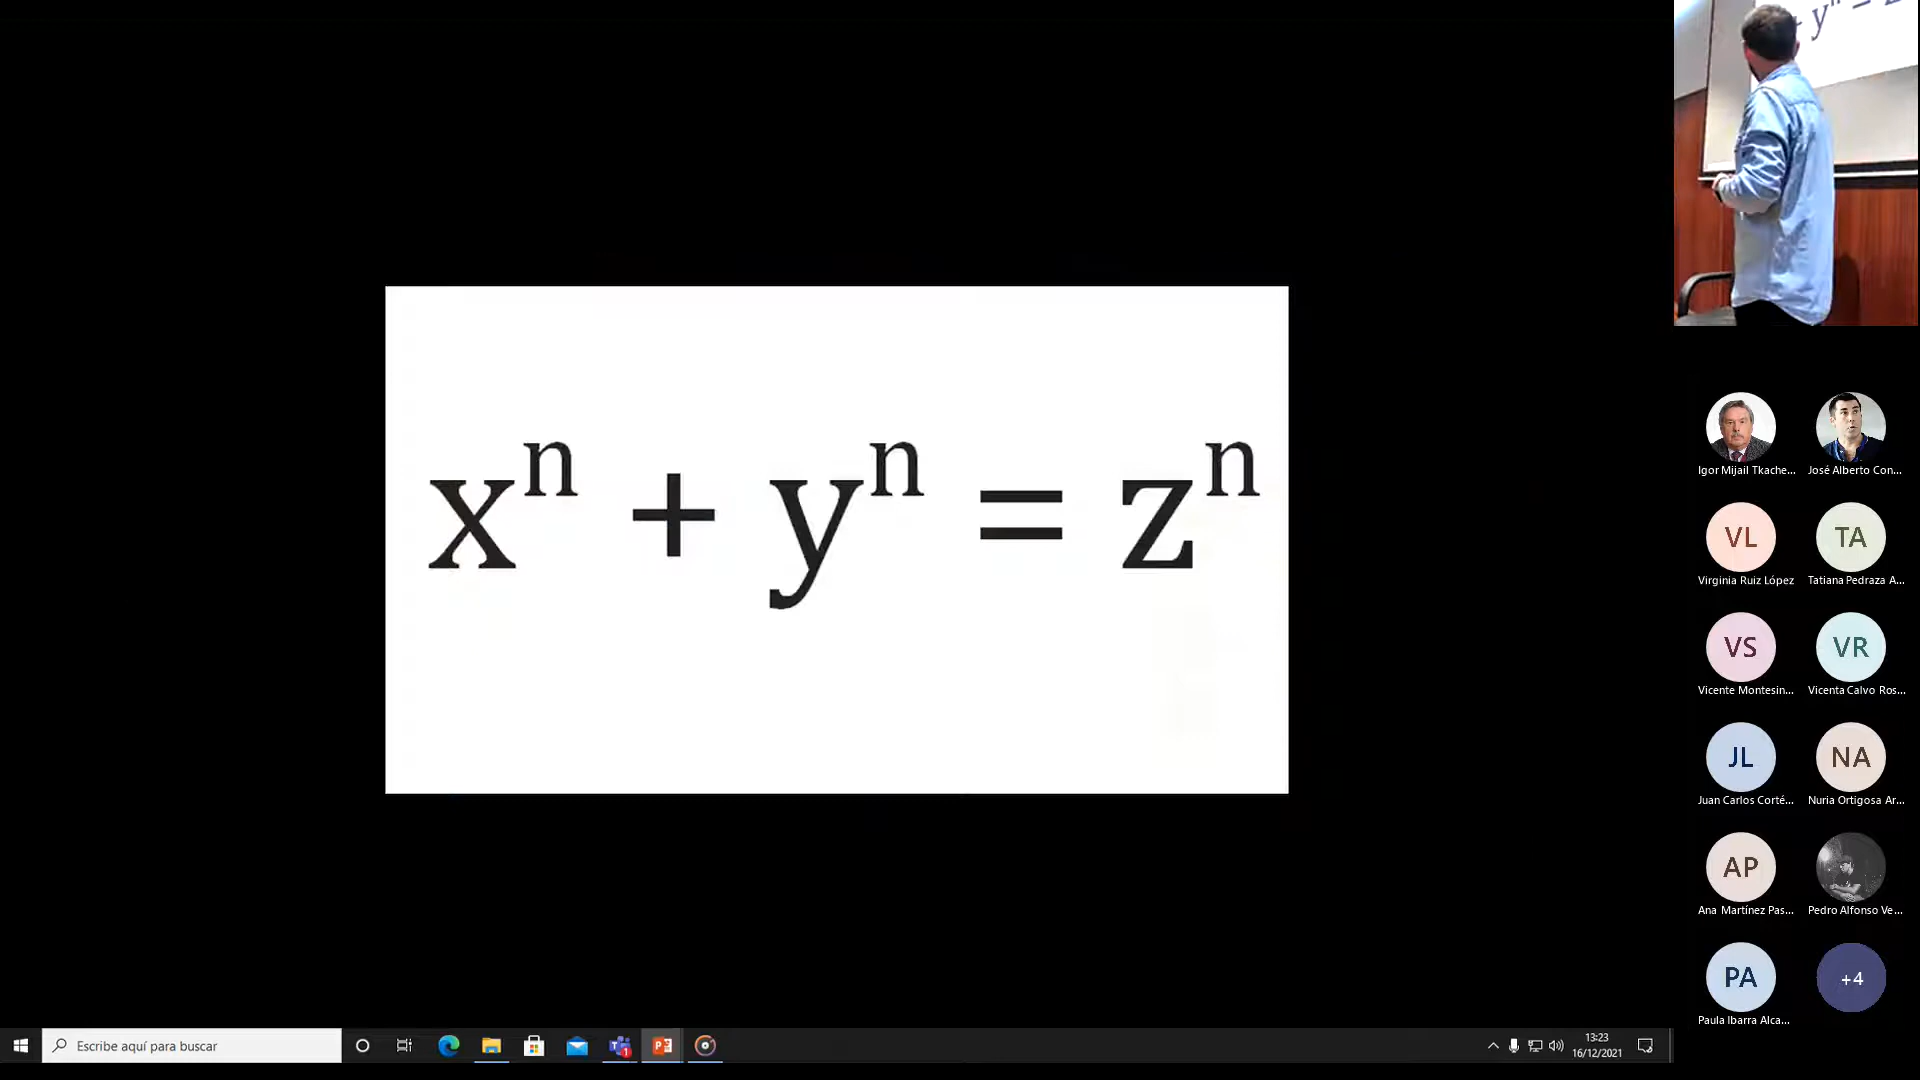 xⁿ + yⁿ = zⁿ
Igor Mijail Tkache...
José Alberto Con...
VL
TA
Virginia Ruiz López
Tatiana Pedraza A...
VS
VR
Vicente Montesin...
Vicenta Calvo Ros...
JL
NA
Juan Carlos Corté...
Nuria Ortigosa Ar...
AP
Ana Martínez Pas...
Pedro Alfonso Ve...
PA
+4
Paula Ibarra Alca...
Escribe aquí para buscar
13:23
16/12/2021